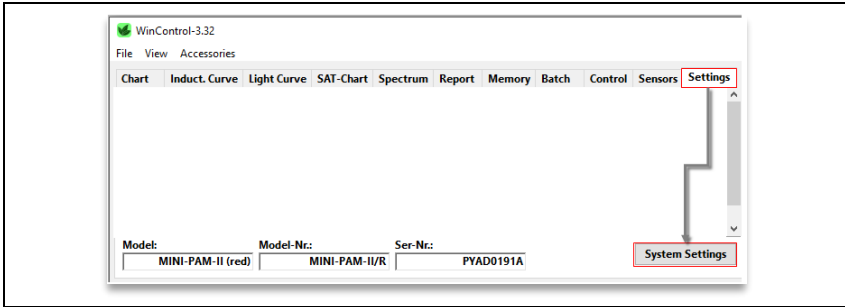 WinControl-3.32
File View Accessories
Chart Induct. Curve Light Curve SAT-Chart Spectrum Report Memory Batch Control Sensors Settings
Model: Model-Nr.: Ser-Nr.:
MINI-PAM-II (red) MINI-PAM-II/R PYAD0191A System Settings